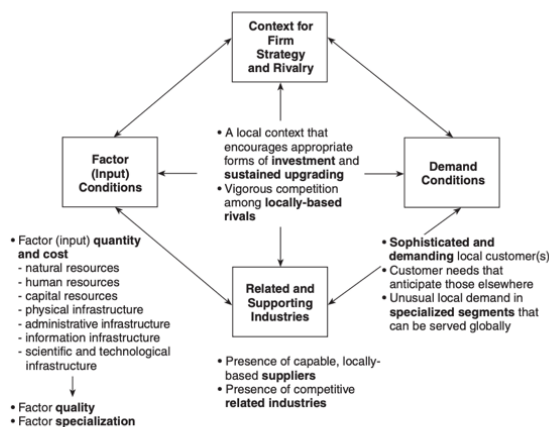 Context for
Firm
Strategy
and Rivalry
• A local context that
encourages appropriate
forms of investment and
sustained upgrading
• Vigorous competition
among locally-based
rivals
Factor
(Input)
Conditions
Demand
Conditions
• Factor (input) quantity
and cost
- natural resources
- human resources
- capital resources
- physical infrastructure
- administrative infrastructure
- information infrastructure
- scientific and technological
infrastructure
• Factor quality
• Factor specialization
• Sophisticated and
demanding local customer(s)
• Customer needs that
anticipate those elsewhere
• Unusual local demand in
specialized segments that
can be served globally
Related and
Supporting
Industries
• Presence of capable, locally-
based suppliers
• Presence of competitive
related industries